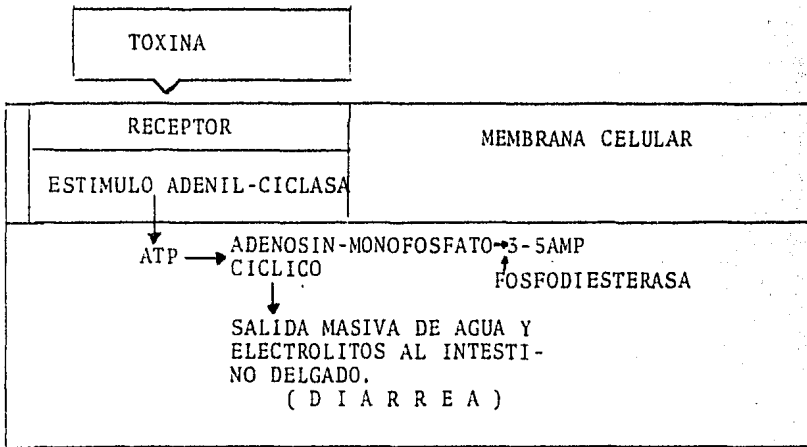 TOXINA
RECEPTOR
MEMBRANA CELULAR
ESTIMULO ADENIL-CICLASA
ATP → ADENOSIN-MONOFOSFATO→3-5AMP
CICLICO
FOSFODIESTERASA
SALIDA MASIVA DE AGUA Y
ELECTROLITOS AL INTESTI-
NO DELGADO.
( D I A R R E A )